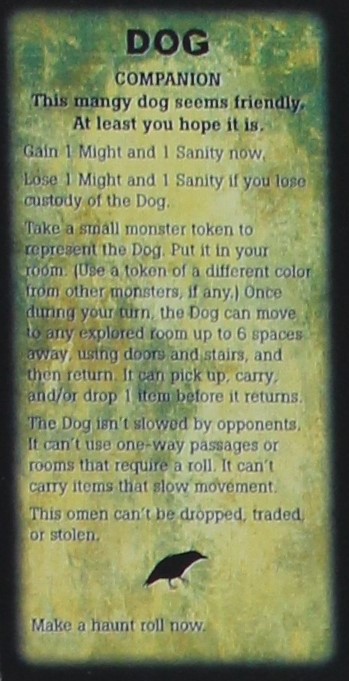 DOG
COMPANION
This mangy dog seems friendly.
At least you hope it is.
Gain 1 Might and 1 Sanity now.
Lose 1 Might and 1 Sanity if you lose
custody of the Dog.
Take a small monster token to
represent the Dog. Put it in your
room. (Use a token of a different color
from other monsters, if any.) Once
during your turn, the Dog can move
to any explored room up to 6 spaces
away, using doors and stairs, and
then return. It can pick up, carry,
and/or drop 1 item before it returns.
The Dog isn't slowed by opponents.
It can't use one-way passages or
rooms that require a roll. It can't
carry items that slow movement.
This omen can't be dropped, traded,
or stolen.
Make a haunt roll now.